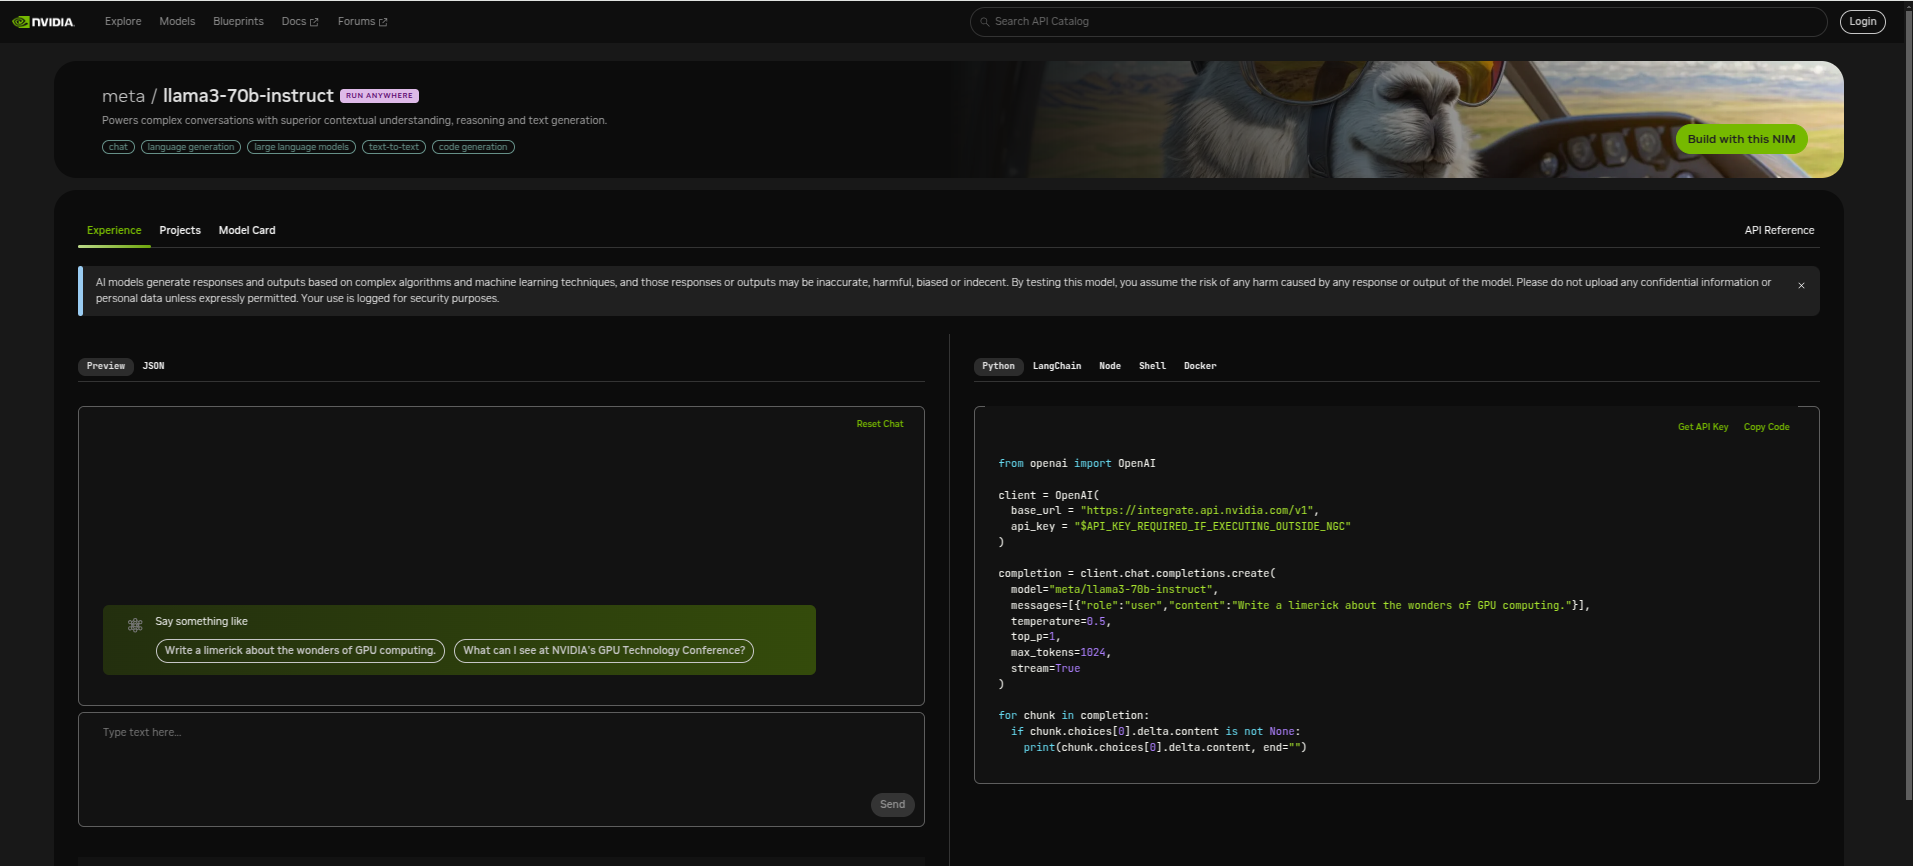 NVIDIA.
Explore
Models
Blueprints
Docs
Forums
Search API Catalog
Login
meta / llama3-70b-instruct RUN ANYWHERE
Powers complex conversations with superior contextual understanding, reasoning and text generation.
chat
language generation
large language models
text-to-text
code generation
Build with this NIM
Experience
Projects
Model Card
API Reference
AI models generate responses and outputs based on complex algorithms and machine learning techniques, and those responses or outputs may be inaccurate, harmful, biased or indecent. By testing this model, you assume the risk of any harm caused by any response or output of the model. Please do not upload any confidential information or
personal data unless expressly permitted. Your use is logged for security purposes.
Preview
JSON
Reset Chat
Say something like
Write a limerick about the wonders of GPU computing.
What can I see at NVIDIA's GPU Technology Conference?
Type text here...
Send
Python
LangChain
Node
Shell
Docker
Get API Key
Copy Code
from openai import OpenAI
client = OpenAI(
  base_url = "https://integrate.api.nvidia.com/v1",
  api_key = "$API_KEY_REQUIRED_IF_EXECUTING_OUTSIDE_NGC"
)
completion = client.chat.completions.create(
  model="meta/llama3-70b-instruct",
  messages=[{"role":"user","content":"Write a limerick about the wonders of GPU computing."}],
  temperature=0.5,
  top_p=1,
  max_tokens=1024,
  stream=True
)
for chunk in completion:
  if chunk.choices[0].delta.content is not None:
    print(chunk.choices[0].delta.content, end="")